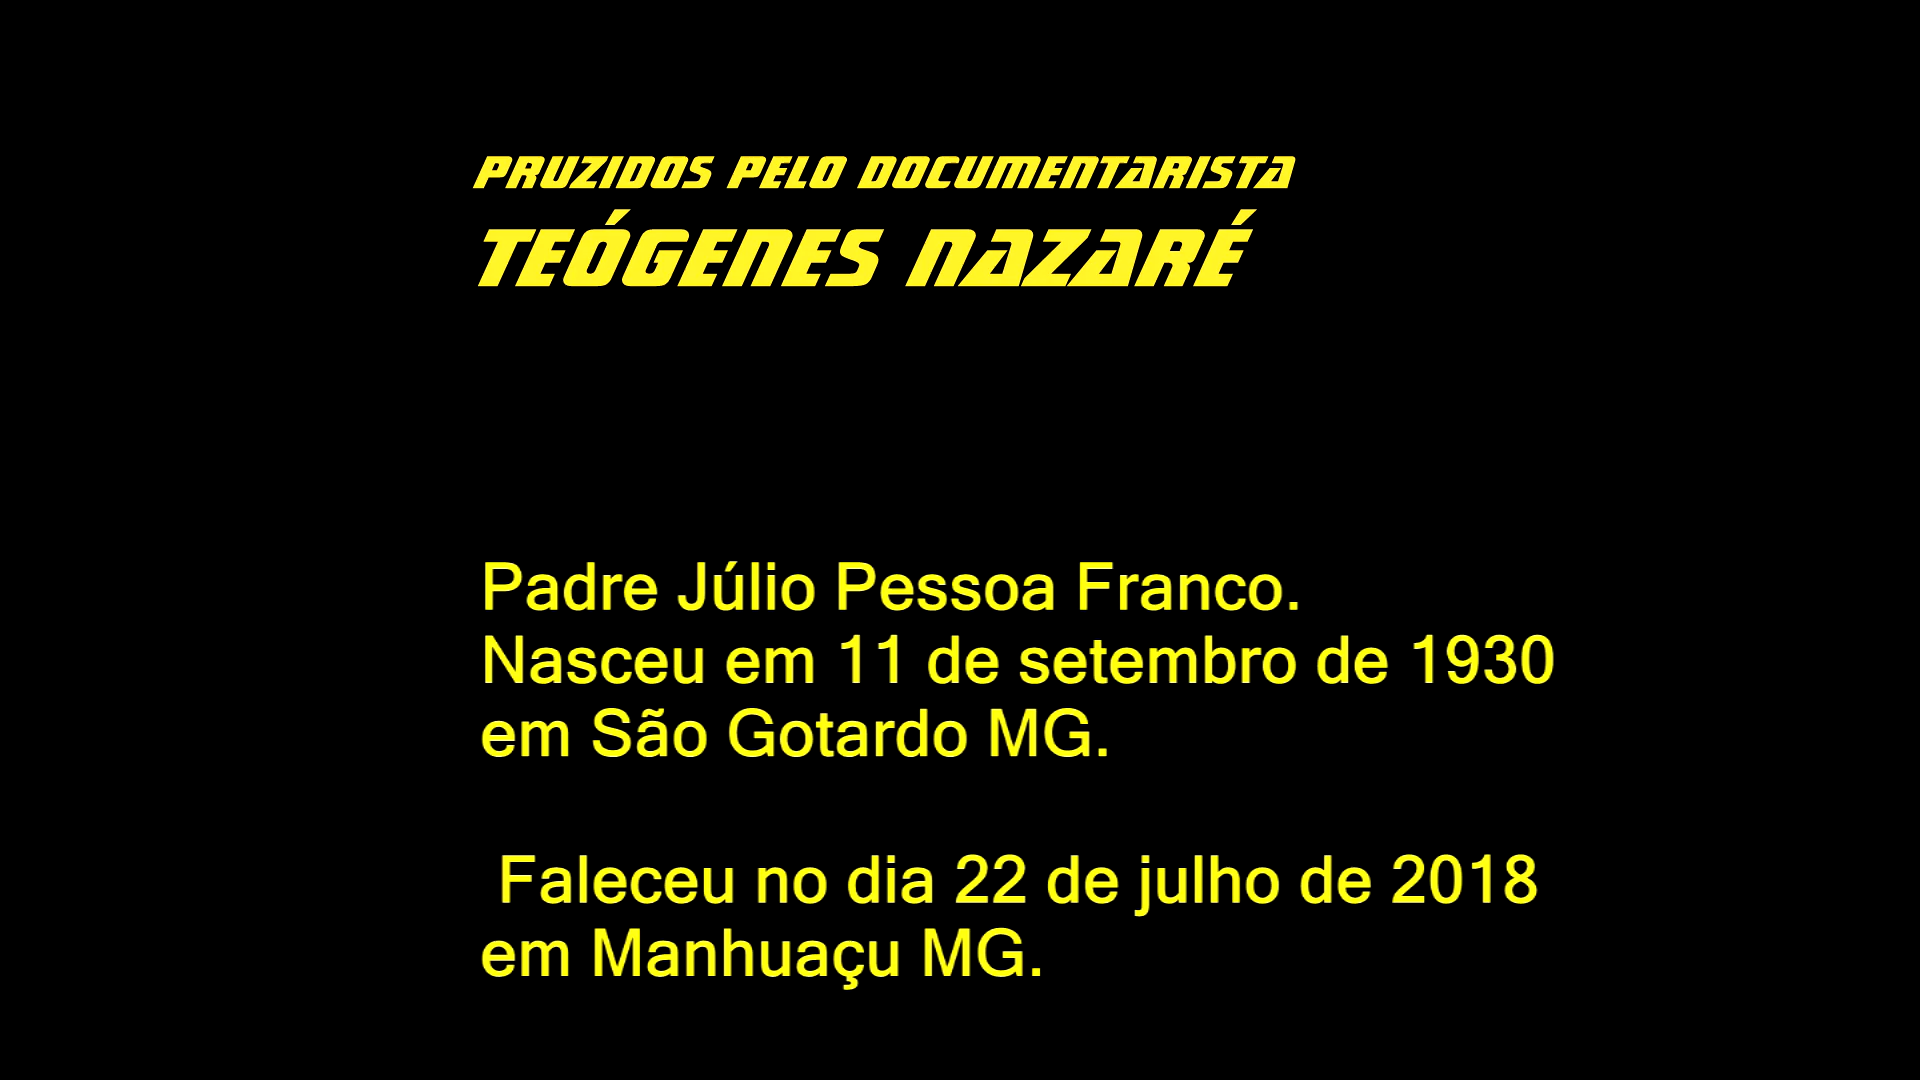 PRUZIDOS PELO DOCUMENTARISTA
TEÓGENES NAZARÉ
Padre Júlio Pessoa Franco.
Nasceu em 11 de setembro de 1930
em São Gotardo MG.
Faleceu no dia 22 de julho de 2018
em Manhuaçu MG.